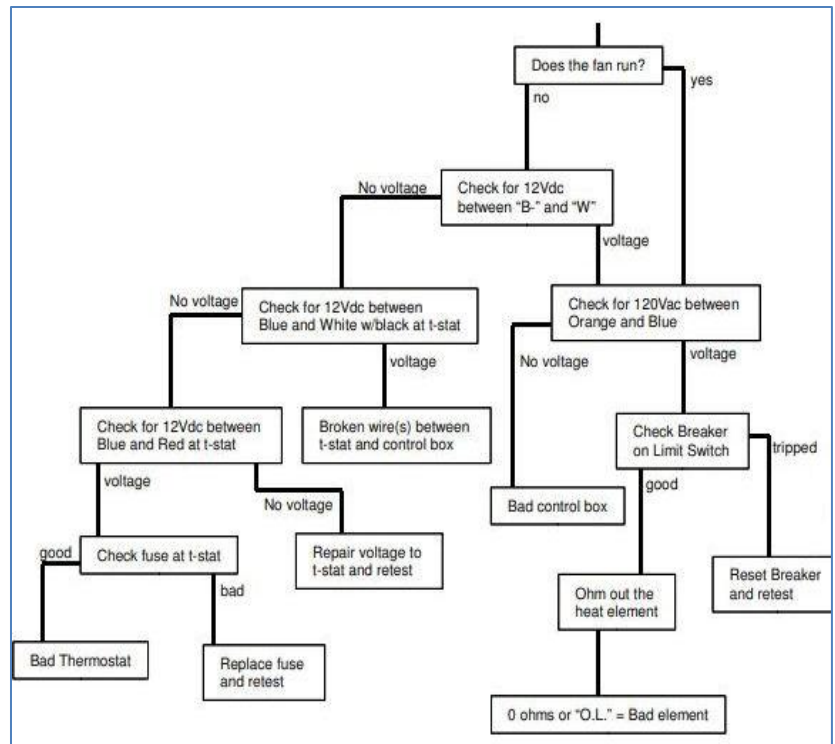 Does the fan run?
yes
no
Check for 12Vdc
between “B-” and “W”
No voltage
voltage
Check for 12Vdc between
Blue and White w/black at t-stat
No voltage
voltage
Check for 120Vac between
Orange and Blue
No voltage
voltage
Check for 12Vdc between
Blue and Red at t-stat
voltage
No voltage
Broken wire(s) between
t-stat and control box
Check Breaker
on Limit Switch
good
tripped
Bad control box
Check fuse at t-stat
good
bad
Repair voltage to
t-stat and retest
Ohm out the
heat element
Reset Breaker
and retest
Bad Thermostat
Replace fuse
and retest
0 ohms or “O.L.” = Bad element